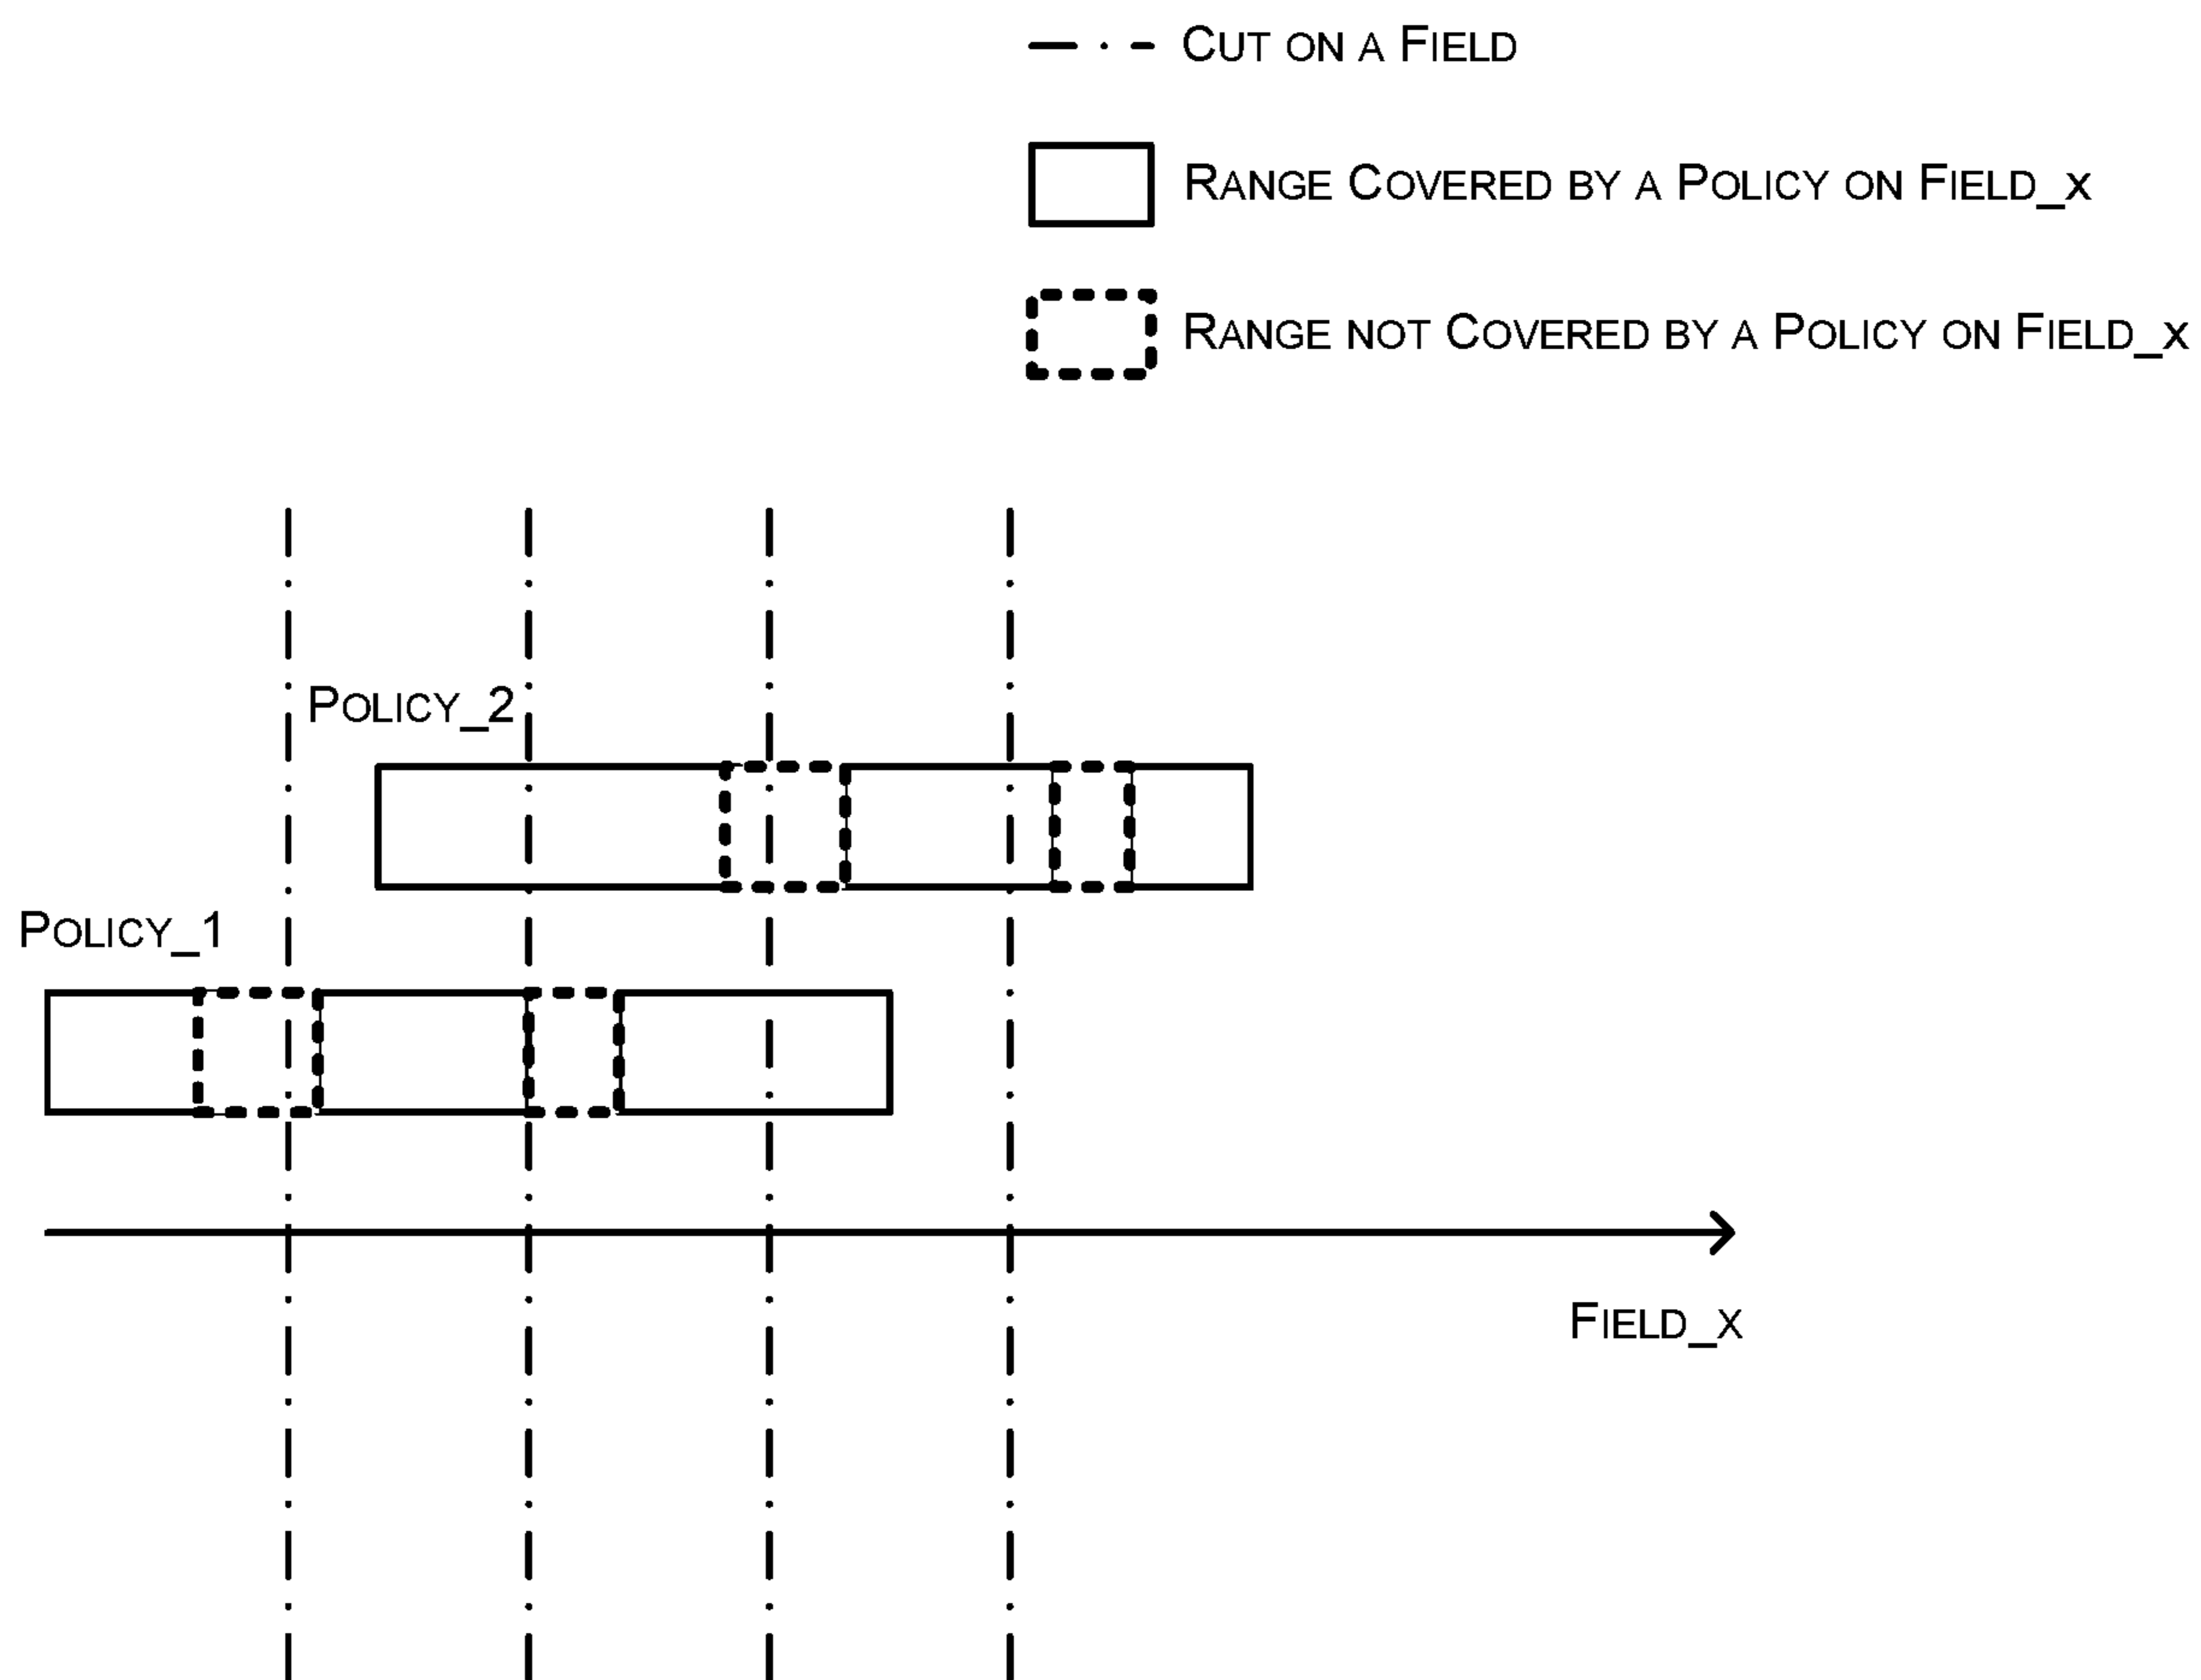 CUT ON A FIELD
RANGE COVERED BY A POLICY ON FIELD_X
RANGE NOT COVERED BY A POLICY ON FIELD_X
POLICY_2
POLICY_1
FIELD_X